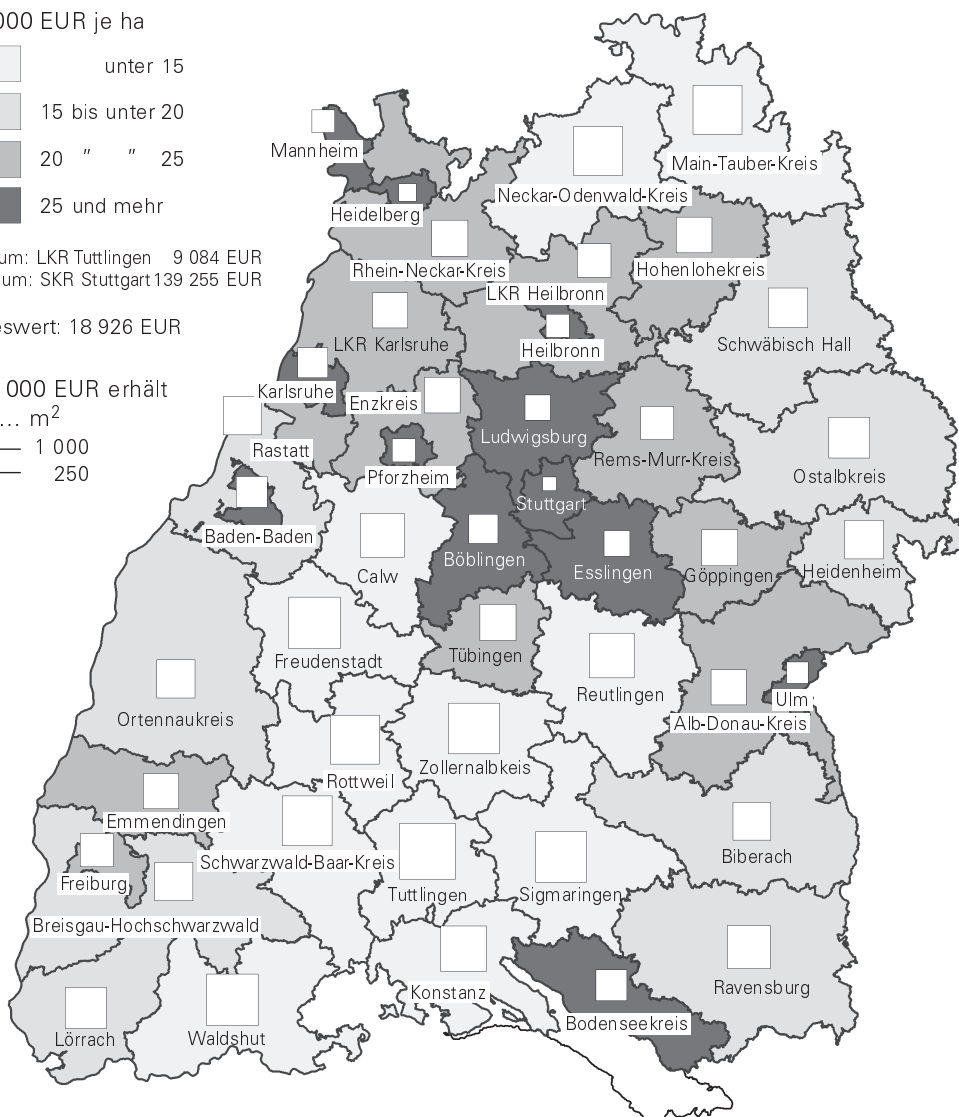 000 EUR je ha
unter 15
15 bis unter 20
20 " " 25
25 und mehr
um: LKR Tuttlingen 9 084 EUR
um: SKR Stuttgart 139 255 EUR
eswert: 18 926 EUR
000 EUR erhält
... m²
1 000
250
Mannheim
Main-Tauber-Kreis
Neckar-Odenwald-Kreis
Heidelberg
Rhein-Neckar-Kreis
Hohenlohekreis
LKR Heilbronn
LKR Karlsruhe
Heilbronn
Schwäbisch Hall
Karlsruhe
Enzkreis
Ludwigsburg
Rastatt
Rems-Murr-Kreis
Pforzheim
Ostalbkreis
Stuttgart
Baden-Baden
Böblingen
Calw
Esslingen
Göppingen
Heidenheim
Freudenstadt
Tübingen
Reutlingen
Ulm
Ortennaukreis
Alb-Donau-Kreis
Zollernalbkeis
Rottweil
Emmendingen
Schwarzwald-Baar-Kreis
Biberach
Freiburg
Tuttlingen
Sigmaringen
Breisgau-Hochschwarzwald
Ravensburg
Konstanz
Bodenseekreis
Lörrach
Waldshut